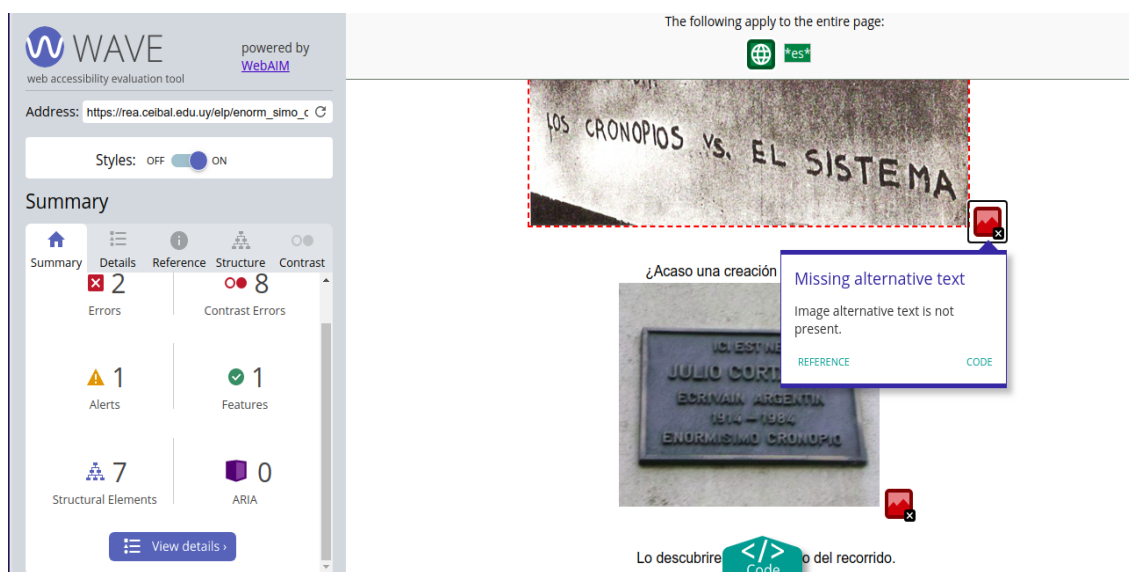 WAVE
web accessibility evaluation tool
powered by
WebAIM
Address: https://rea.ceibal.edu.uy/elp/enorm_simo_c
Styles: OFF ON
Summary
Summary Details Reference Structure Contrast
2
Errors
8
Contrast Errors
1
Alerts
1
Features
7
Structural Elements
0
ARIA
View details ›
The following apply to the entire page:
*es*
LOS CRONOPIOS VS. EL SISTEMA
¿Acaso una creación
Missing alternative text
Image alternative text is not
present.
REFERENCE CODE
ICI EST
JULIO
ECRIVAIN ARGENTIN
1914 – 1984
ENORMISIMO CRONOPIO
</>
Code
Lo descubrire
o del recorrido.